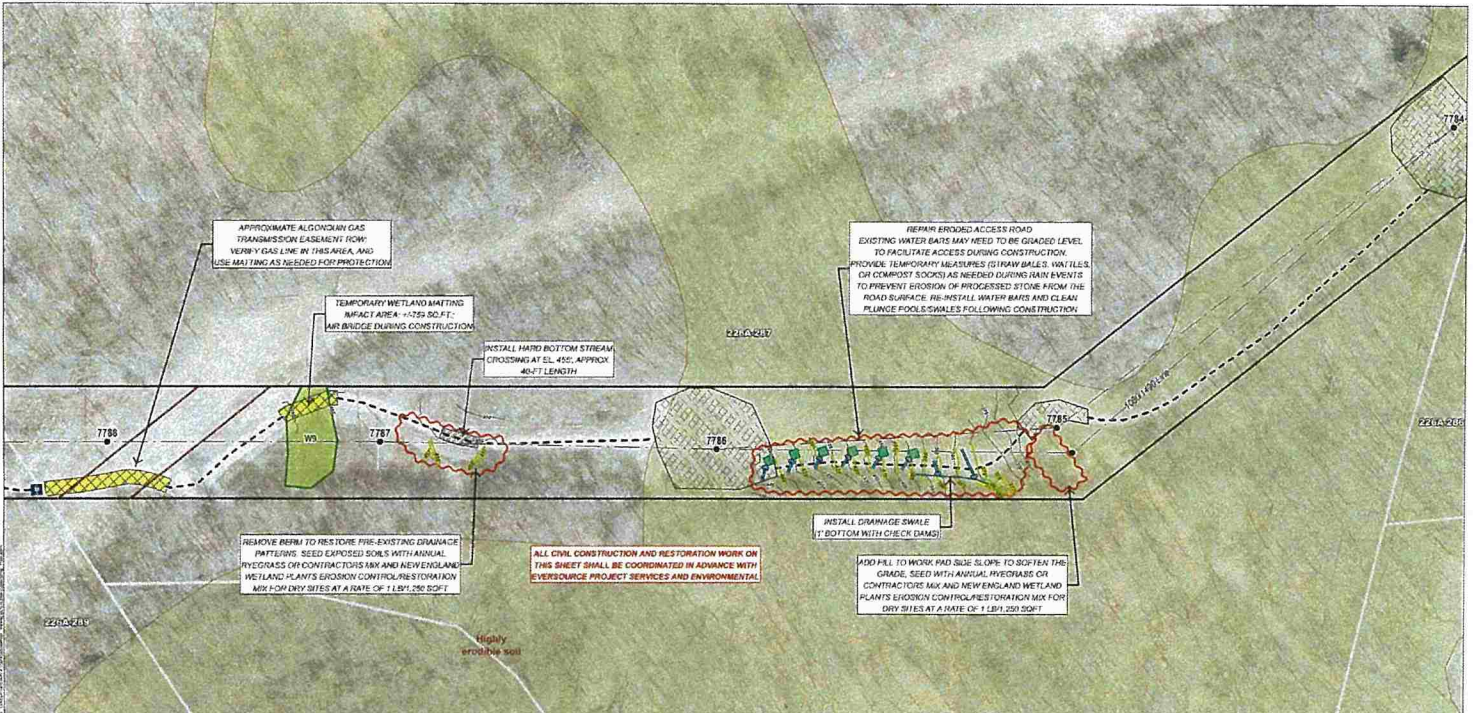 7784
APPROXIMATE ALGONQUIN GAS
TRANSMISSION EASEMENT ROW;
VERIFY GAS LINE IN THIS AREA, AND
USE MATTING AS NEEDED FOR PROTECTION
TEMPORARY WETLAND MATTING
IMPACT AREA: +/-759 SQ.FT.;
AIR BRIDGE DURING CONSTRUCTION
INSTALL HARD BOTTOM STREAM
CROSSING AT EL. 455', APPROX.
40-FT LENGTH
226A-287
REPAIR ERODED ACCESS ROAD
EXISTING WATER BARS MAY NEED TO BE GRADED LEVEL
TO FACILITATE ACCESS DURING CONSTRUCTION.
PROVIDE TEMPORARY MEASURES (STRAW BALES, WATTLES,
OR COMPOST SOCKS) AS NEEDED DURING RAIN EVENTS
TO PREVENT EROSION OF PROCESSED STONE FROM THE
ROAD SURFACE. RE-INSTALL WATER BARS AND CLEAN
PLUNGE POOLS/SWALES FOLLOWING CONSTRUCTION
7788
W9
7787
7786
7785
226A-286
REMOVE BERM TO RESTORE PRE-EXISTING DRAINAGE
PATTERNS. SEED EXPOSED SOILS WITH ANNUAL
RYEGRASS OR CONTRACTORS MIX AND NEW ENGLAND
WETLAND PLANTS EROSION CONTROL/RESTORATION
MIX FOR DRY SITES AT A RATE OF 1 LB/1,250 SQFT
ALL CIVIL CONSTRUCTION AND RESTORATION WORK ON
THIS SHEET SHALL BE COORDINATED IN ADVANCE WITH
EVERSOURCE PROJECT SERVICES AND ENVIRONMENTAL
INSTALL DRAINAGE SWALE
(1' BOTTOM WITH CHECK DAMS)
ADD FILL TO WORK PAD SIDE SLOPE TO SOFTEN THE
GRADE, SEED WITH ANNUAL RYEGRASS OR
CONTRACTORS MIX AND NEW ENGLAND WETLAND
PLANTS EROSION CONTROL/RESTORATION MIX FOR
DRY SITES AT A RATE OF 1 LB/1,250 SQFT
226A-289
Highly
erodible soil